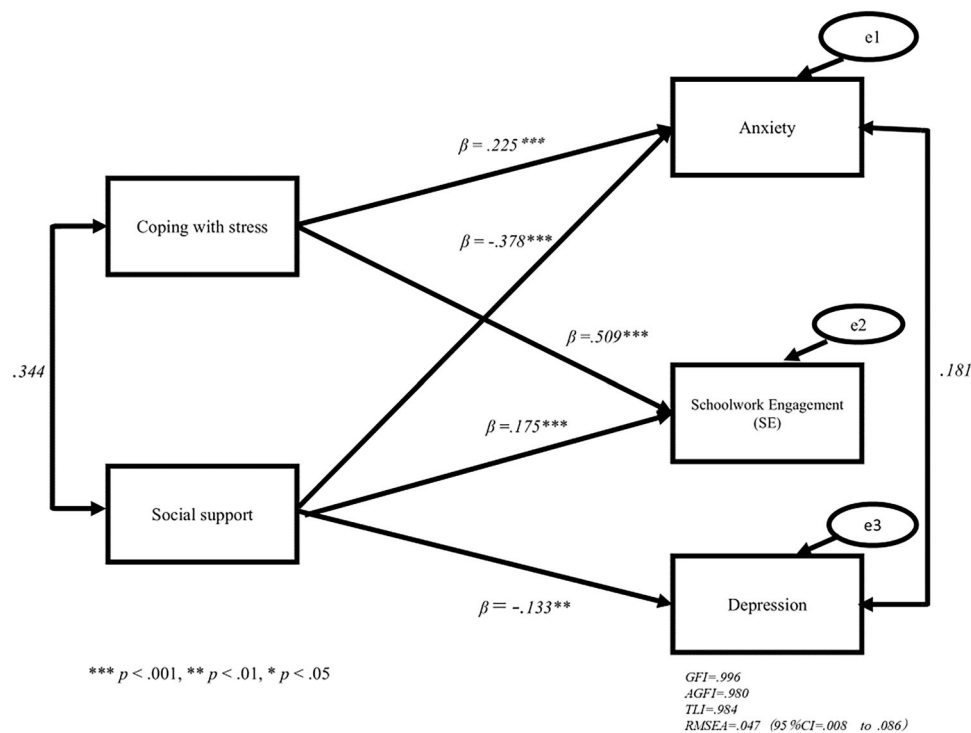 e1
Anxiety
β = .225***
Coping with stress
β = -.378***
e2
β =.509***
.344
.181
Schoolwork Engagement
(SE)
β =.175***
Social support
e3
Depression
β = -.133**
*** p < .001, ** p < .01, * p < .05
GFI=.996
AGFI=.980
TLI=.984
RMSEA=.047 (95%CI=.008 to .086)